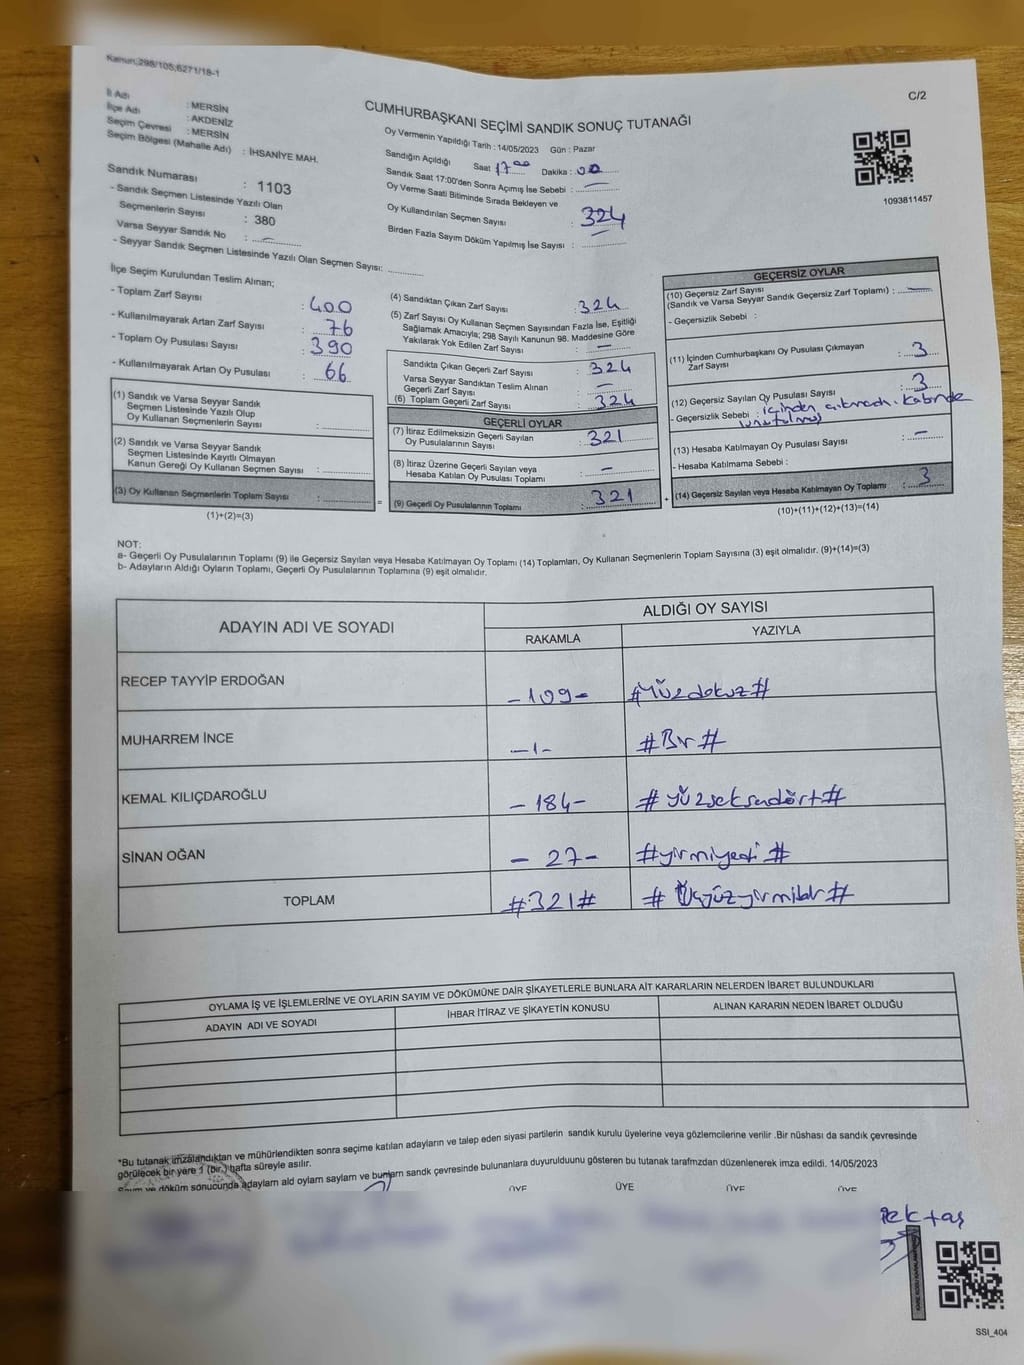 Kanun;298/105;6271/18-1
C/2
İl Adı : MERSİN
İlçe Adı : AKDENİZ
Seçim Çevresi : MERSİN
Seçim Bölgesi (Mahalle Adı) : İHSANİYE MAH.
CUMHURBAŞKANI SEÇİMİ SANDIK SONUÇ TUTANAĞI
Oy Vermenin Yapıldığı Tarih : 14/05/2023 Gün : Pazar
Sandığın Açıldığı Saat 17⁰⁰ Dakika : 00
Sandık Saat 17:00'den Sonra Açımış İse Sebebi : —
Oy Verme Saati Bitiminde Sırada Bekleyen ve
Oy Kullandırılan Seçmen Sayısı : 324
Birden Fazla Sayım Döküm Yapılmış İse Sayısı :
1093811457
Sandık Numarası : 1103
- Sandık Seçmen Listesinde Yazılı Olan
Seçmenlerin Sayısı : 380
Varsa Seyyar Sandık No : —
- Seyyar Sandık Seçmen Listesinde Yazılı Olan Seçmen Sayısı:
İlçe Seçim Kurulundan Teslim Alınan;
- Toplam Zarf Sayısı : 400
- Kullanılmayarak Artan Zarf Sayısı : 76
- Toplam Oy Pusulası Sayısı : 390
- Kullanılmayarak Artan Oy Pusulası : 66
(1) Sandık ve Varsa Seyyar Sandık
Seçmen Listesinde Yazılı Olup
Oy Kullanan Seçmenlerin Sayısı :
(2) Sandık ve Varsa Seyyar Sandık
Seçmen Listesinde Kayıtlı Olmayan
Kanun Gereği Oy Kullanan Seçmen Sayısı :
(3) Oy Kullanan Seçmenlerin Toplam Sayısı : =
(1)+(2)=(3)
(4) Sandıktan Çıkan Zarf Sayısı : 324
(5) Zarf Sayısı Oy Kullanan Seçmen Sayısından Fazla İse, Eşitliği
Sağlamak Amacıyla; 298 Sayılı Kanunun 98. Maddesine Göre
Yakılarak Yok Edilen Zarf Sayısı : —
Sandıkta Çıkan Geçerli Zarf Sayısı : 324
Varsa Seyyar Sandıktan Teslim Alınan
Geçerli Zarf Sayısı : —
(6) Toplam Geçerli Zarf Sayısı : 324
GEÇERLİ OYLAR
(7) İtiraz Edilmeksizin Geçerli Sayılan
Oy Pusulalarının Sayısı : 321
(8) İtiraz Üzerine Geçerli Sayılan veya
Hesaba Katılan Oy Pusulası Toplamı : —
(9) Geçerli Oy Pusulalarının Toplamı : 321 +
GEÇERSİZ OYLAR
(10) Geçersiz Zarf Sayısı
(Sandık ve Varsa Seyyar Sandık Geçersiz Zarf Toplamı) : —
- Geçersizlik Sebebi :
(11) İçinden Cumhurbaşkanı Oy Pusulası Çıkmayan
Zarf Sayısı : 3
(12) Geçersiz Sayılan Oy Pusulası Sayısı : 3
- Geçersizlik Sebebi : içinden çıkmadı. Kabinde
unutulmuş
(13) Hesaba Katılmayan Oy Pusulası Sayısı : —
- Hesaba Katılmama Sebebi :
(14) Geçersiz Sayılan veya Hesaba Katılmayan Oy Toplamı : 3
(10)+(11)+(12)+(13)=(14)
NOT:
a- Geçerli Oy Pusulalarının Toplamı (9) ile Geçersiz Sayılan veya Hesaba Katılmayan Oy Toplamı (14) Toplamları, Oy Kullanan Seçmenlerin Toplam Sayısına (3) eşit olmalıdır. (9)+(14)=(3)
b- Adayların Aldığı Oyların Toplamı, Geçerli Oy Pusulalarının Toplamına (9) eşit olmalıdır.
ADAYIN ADI VE SOYADI
ALDIĞI OY SAYISI
RAKAMLA YAZIYLA
RECEP TAYYİP ERDOĞAN -109- #Yüzdokuz#
MUHARREM İNCE -1- #Bir#
KEMAL KILIÇDAROĞLU -184- #yüzseksendört#
SİNAN OĞAN -27- #yirmiyedi#
TOPLAM #321# #Üçyüzyirmibir#
OYLAMA İŞ VE İŞLEMLERİNE VE OYLARIN SAYIM VE DÖKÜMÜNE DAİR ŞİKAYETLERLE BUNLARA AİT KARARLARIN NELERDEN İBARET BULUNDUKLARI
ADAYIN ADI VE SOYADI İHBAR İTİRAZ VE ŞİKAYETİN KONUSU ALINAN KARARIN NEDEN İBARET OLDUĞU
*Bu tutanak imzalandıktan ve mühürlendikten sonra seçime katılan adayların ve talep eden siyasi partilerin sandık kurulu üyelerine veya gözlemcilerine verilir .Bir nüshası da sandık çevresinde
görülecek bir yere 1 (bir.) hafta süreyle asılır.
Sayım ve döküm sonucunda adayların ald oyların sayların ve bunların sandk çevresinde bulunanlara duyurulduunu gösteren bu tutanak tarafmzdan düzenlenerek imza edildi. 14/05/2023
ÜYE ÜYE ÜYE ÜYE
SSI_404